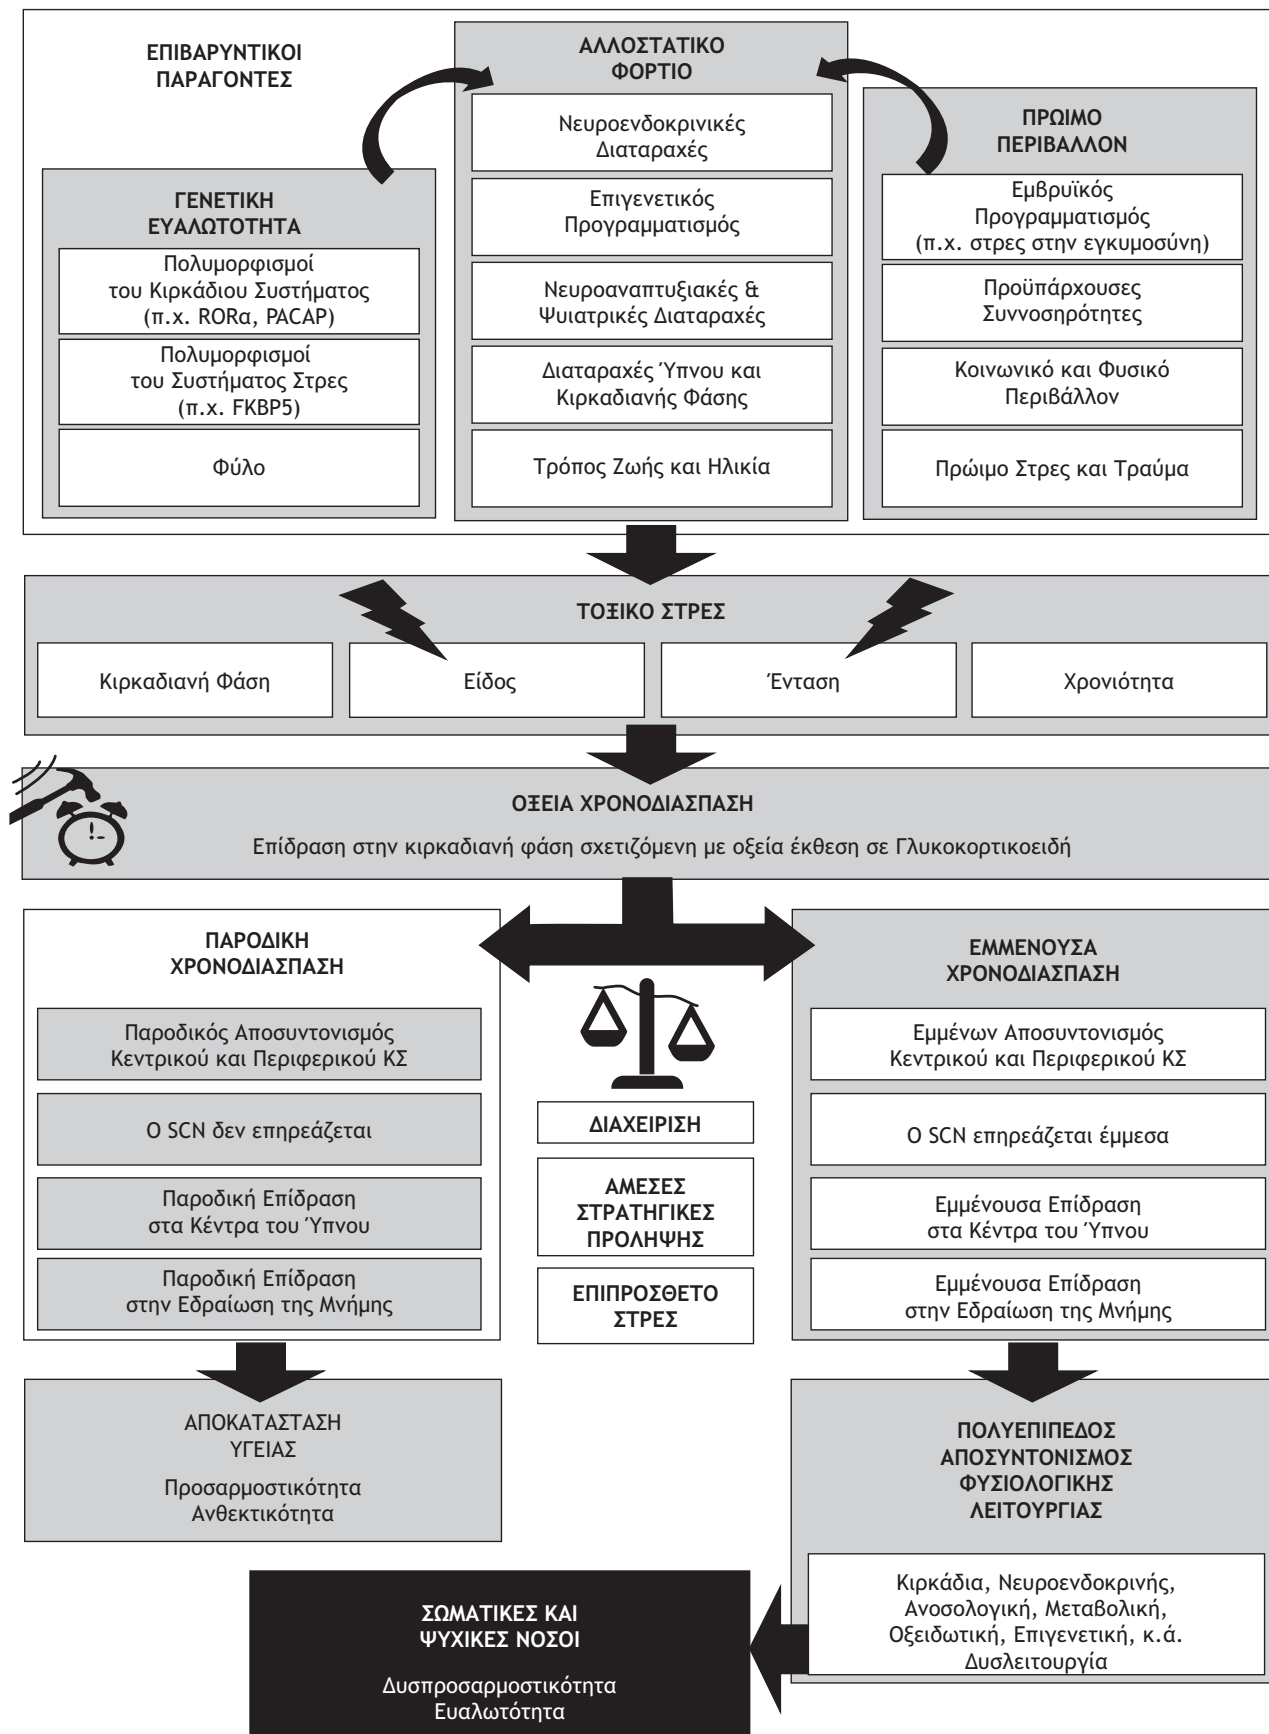 ΕΠΙΒΑΡΥΝΤΙΚΟΙ
ΠΑΡΑΓΟΝΤΕΣ
ΓΕΝΕΤΙΚΗ
ΕΥΑΛΩΤΟΤΗΤΑ
Πολυμορφισμοί
του Κιρκάδιου Συστήματος
(π.χ. RORα, PACAP)
Πολυμορφισμοί
του Συστήματος Στρες
(π.χ. FKBP5)
Φύλο
ΑΛΛΟΣΤΑΤΙΚΟ
ΦΟΡΤΙΟ
Νευροενδοκρινικές
Διαταραχές
Επιγενετικός
Προγραμματισμός
Νευροαναπτυξιακές &
Ψυιατρικές Διαταραχές
Διαταραχές Ύπνου και
Κιρκαδιανής Φάσης
Τρόπος Ζωής και Ηλικία
ΠΡΩΙΜΟ
ΠΕΡΙΒΑΛΛΟΝ
Εμβρυϊκός
Προγραμματισμός
(π.χ. στρες στην εγκυμοσύνη)
Προϋπάρχουσες
Συννοσηρότητες
Κοινωνικό και Φυσικό
Περιβάλλον
Πρώιμο Στρες και Τραύμα
ΤΟΞΙΚΟ ΣΤΡΕΣ
Κιρκαδιανή Φάση
Είδος
Ένταση
Χρονιότητα
ΟΞΕΙΑ ΧΡΟΝΟΔΙΑΣΠΑΣΗ
Επίδραση στην κιρκαδιανή φάση σχετιζόμενη με οξεία έκθεση σε Γλυκοκορτικοειδή
ΠΑΡΟΔΙΚΗ
ΧΡΟΝΟΔΙΑΣΠΑΣΗ
Παροδικός Αποσυντονισμός
Κεντρικού και Περιφερικού ΚΣ
Ο SCN δεν επηρεάζεται
Παροδική Επίδραση
στα Κέντρα του Ύπνου
Παροδική Επίδραση
στην Εδραίωση της Μνήμης
ΔΙΑΧΕΙΡΙΣΗ
ΑΜΕΣΕΣ
ΣΤΡΑΤΗΓΙΚΕΣ
ΠΡΟΛΗΨΗΣ
ΕΠΙΠΡΟΣΘΕΤΟ
ΣΤΡΕΣ
ΕΜΜΕΝΟΥΣΑ
ΧΡΟΝΟΔΙΑΣΠΑΣΗ
Εμμένων Αποσυντονισμός
Κεντρικού και Περιφερικού ΚΣ
Ο SCN επηρεάζεται έμμεσα
Εμμένουσα Επίδραση
στα Κέντρα του Ύπνου
Εμμένουσα Επίδραση
στην Εδραίωση της Μνήμης
ΑΠΟΚΑΤΑΣΤΑΣΗ
ΥΓΕΙΑΣ
Προσαρμοστικότητα
Ανθεκτικότητα
ΠΟΛΥΕΠΙΠΕΔΟΣ
ΑΠΟΣΥΝΤΟΝΙΣΜΟΣ
ΦΥΣΙΟΛΟΓΙΚΗΣ
ΛΕΙΤΟΥΡΓΙΑΣ
Κιρκάδια, Νευροενδοκρινής,
Ανοσολογική, Μεταβολική,
Οξειδωτική, Επιγενετική, κ.ά.
Δυσλειτουργία
ΣΩΜΑΤΙΚΕΣ ΚΑΙ
ΨΥΧΙΚΕΣ ΝΟΣΟΙ
Δυσπροσαρμοστικότητα
Ευαλωτότητα